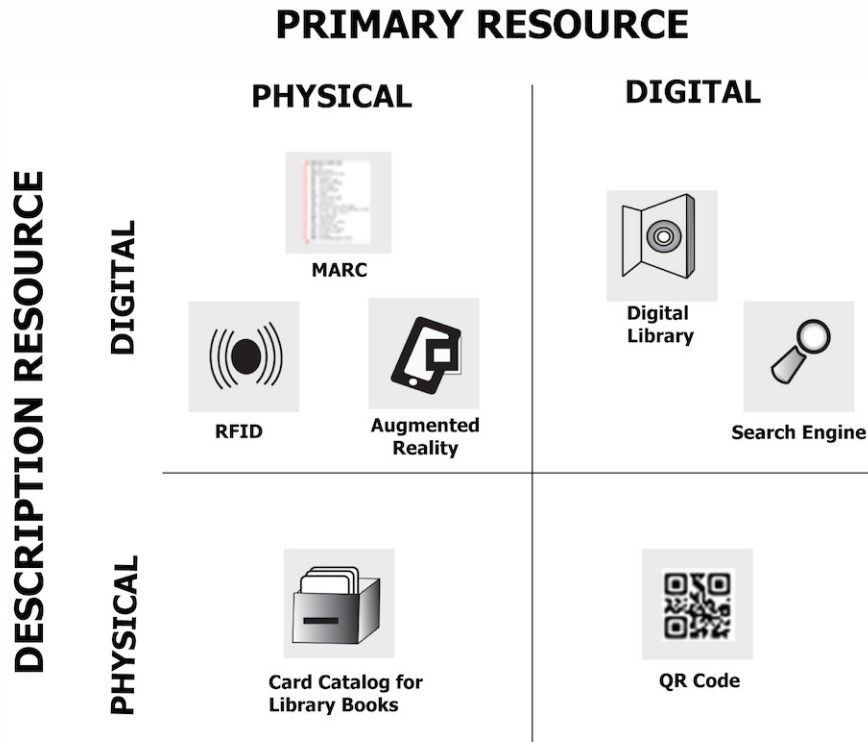 PRIMARY RESOURCE
PHYSICAL
DIGITAL
DESCRIPTION RESOURCE
DIGITAL
MARC
RFID
Augmented
Reality
Digital
Library
Search Engine
PHYSICAL
Card Catalog for
Library Books
QR Code